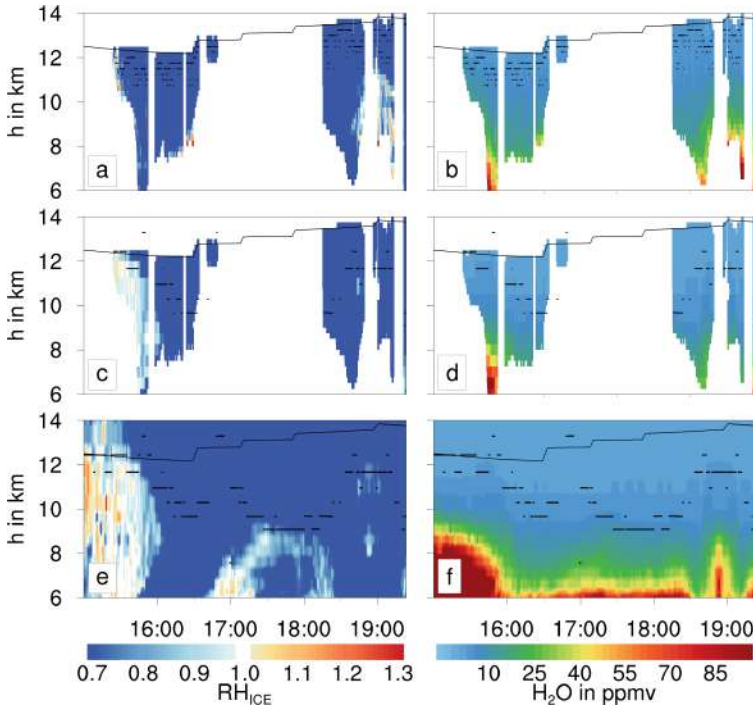 14
12
10
8
6
h in km
a
b
14
12
10
8
6
h in km
c
d
14
12
10
8
6
h in km
e
f
16:00 17:00 18:00 19:00
16:00 17:00 18:00 19:00
0.7 0.8 0.9 1.0 1.1 1.2 1.3
RH_ICE
10 25 40 55 70 85
H₂O in ppmv